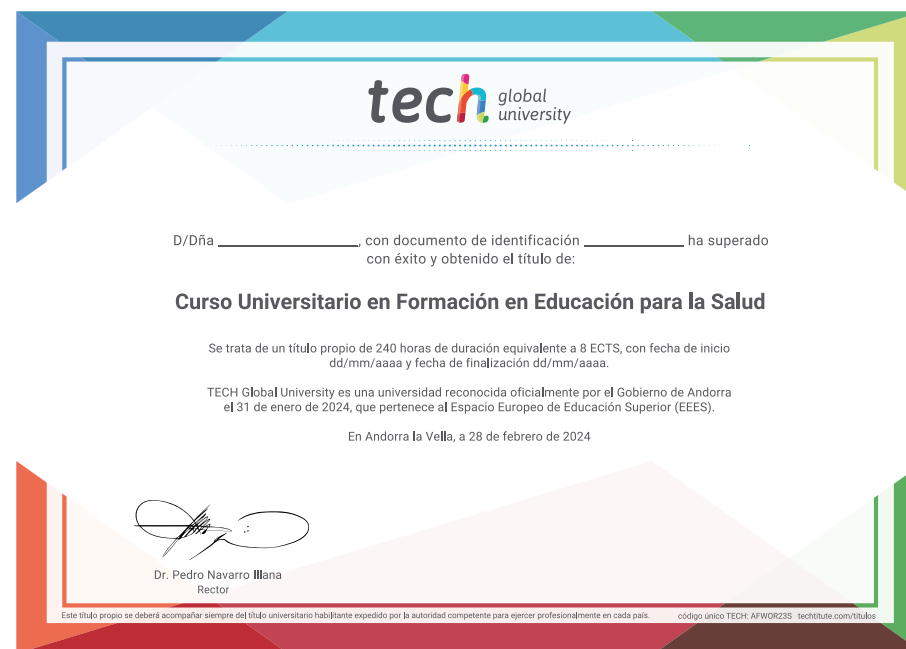 tech global university
D/Dña ____________________, con documento de identificación ______________ ha superado
con éxito y obtenido el título de:
Curso Universitario en Formación en Educación para la Salud
Se trata de un título propio de 240 horas de duración equivalente a 8 ECTS, con fecha de inicio
dd/mm/aaaa y fecha de finalización dd/mm/aaaa.
TECH Global University es una universidad reconocida oficialmente por el Gobierno de Andorra
el 31 de enero de 2024, que pertenece al Espacio Europeo de Educación Superior (EEES).
En Andorra la Vella, a 28 de febrero de 2024
Dr. Pedro Navarro Illana
Rector
Este título propio se deberá acompañar siempre del título universitario habilitante expedido por la autoridad competente para ejercer profesionalmente en cada país. código único TECH: AFWOR23S techtitute.com/titulos